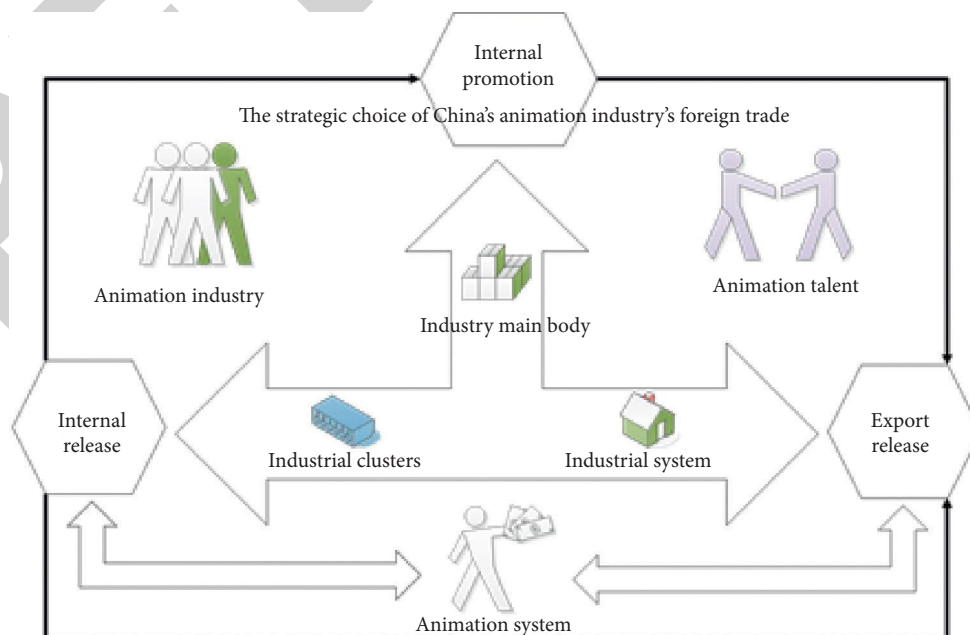 Internal
promotion
The strategic choice of China's animation industry's foreign trade
Animation industry
Animation talent
Industry main body
Internal
release
Export
release
Industrial clusters
Industrial system
Animation system